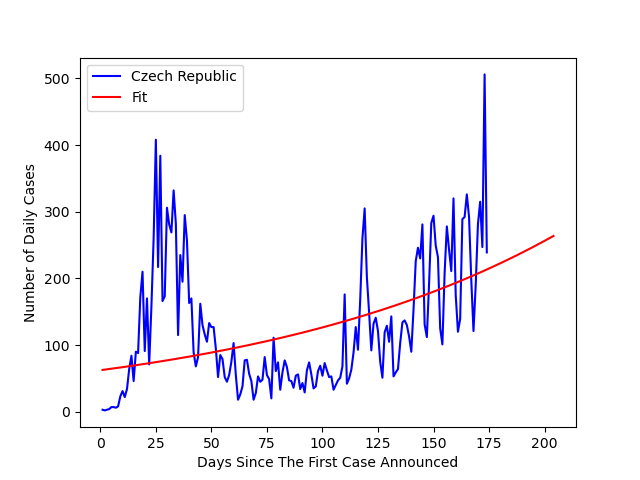 Czech Republic
Fit
500
400
300
200
100
0
Number of Daily Cases
0 25 50 75 100 125 150 175 200
Days Since The First Case Announced